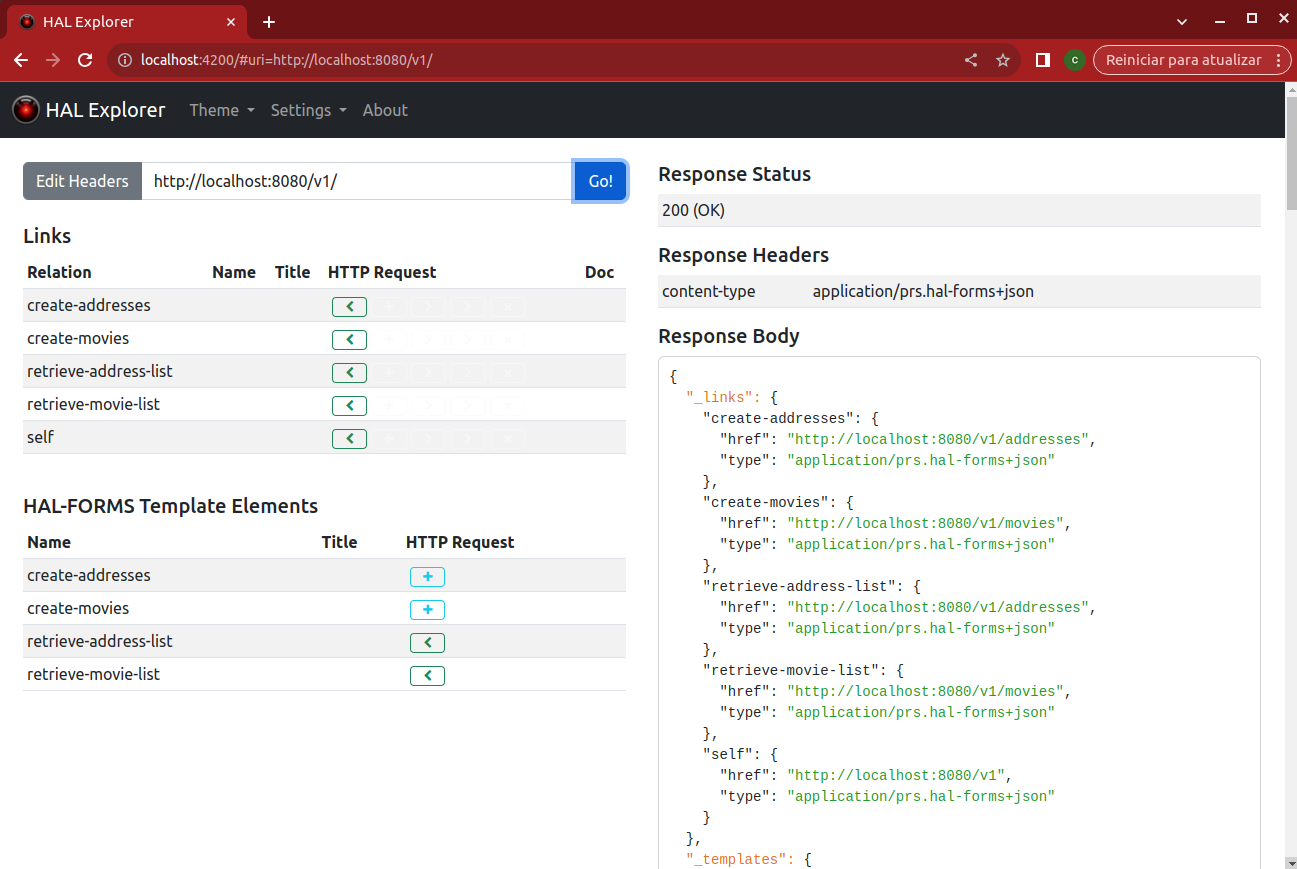 HAL Explorer
localhost:4200/#uri=http://localhost:8080/v1/
C
Reiniciar para atualizar
HAL Explorer Theme Settings About
Edit Headers http://localhost:8080/v1/ Go!
Links
Relation Name Title HTTP Request Doc
create-addresses
create-movies
retrieve-address-list
retrieve-movie-list
self
HAL-FORMS Template Elements
Name Title HTTP Request
create-addresses
create-movies
retrieve-address-list
retrieve-movie-list
Response Status
200 (OK)
Response Headers
content-type application/prs.hal-forms+json
Response Body
{
"_links": {
"create-addresses": {
"href": "http://localhost:8080/v1/addresses",
"type": "application/prs.hal-forms+json"
},
"create-movies": {
"href": "http://localhost:8080/v1/movies",
"type": "application/prs.hal-forms+json"
},
"retrieve-address-list": {
"href": "http://localhost:8080/v1/addresses",
"type": "application/prs.hal-forms+json"
},
"retrieve-movie-list": {
"href": "http://localhost:8080/v1/movies",
"type": "application/prs.hal-forms+json"
},
"self": {
"href": "http://localhost:8080/v1",
"type": "application/prs.hal-forms+json"
}
},
"_templates": {